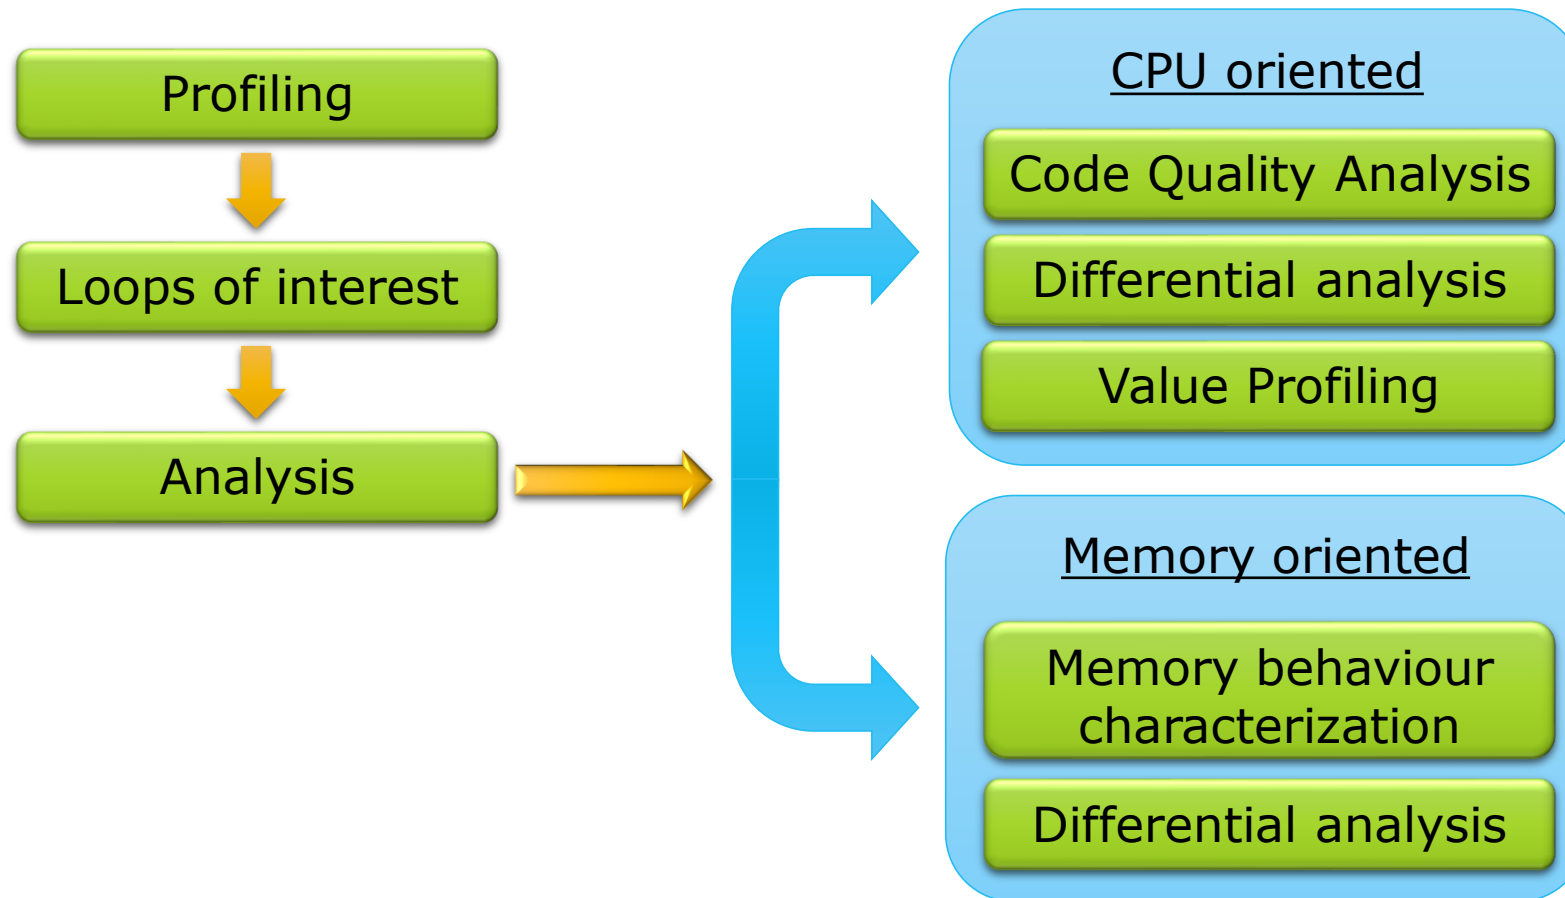 Profiling
Loops of interest
Analysis
CPU oriented
Code Quality Analysis
Differential analysis
Value Profiling
Memory oriented
Memory behaviour
characterization
Differential analysis